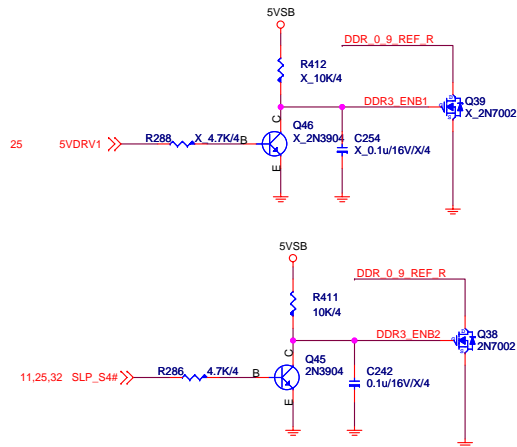 5VSB
DDR_0_9_REF_R
R412
X_10K/4
DDR3_ENB1
Q39
X_2N7002
C
Q46
X_2N3904
25 5VDRV1
R288 X_4.7K/4
B
E
C254
X_0.1u/16V/X/4
5VSB
DDR_0_9_REF_R
R411
10K/4
DDR3_ENB2
Q38
2N7002
C
Q45
2N3904
11,25,32 SLP_S4#
R286 4.7K/4
B
E
C242
0.1u/16V/X/4